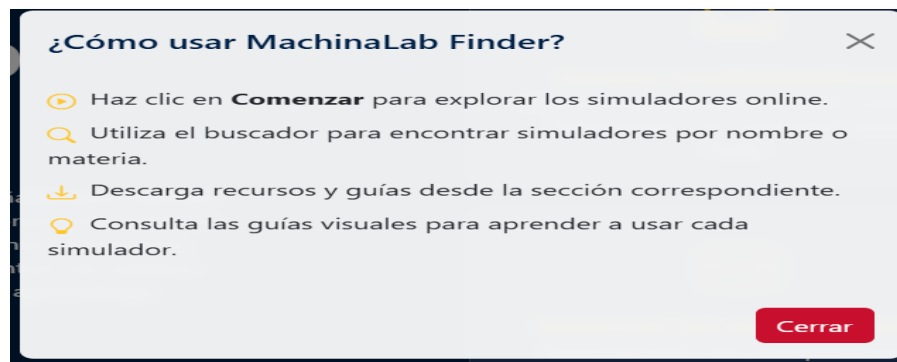 ¿Cómo usar MachinaLab Finder?
Haz clic en Comenzar para explorar los simuladores online.
Utiliza el buscador para encontrar simuladores por nombre o
materia.
Descarga recursos y guías desde la sección correspondiente.
Consulta las guías visuales para aprender a usar cada
simulador.
Cerrar